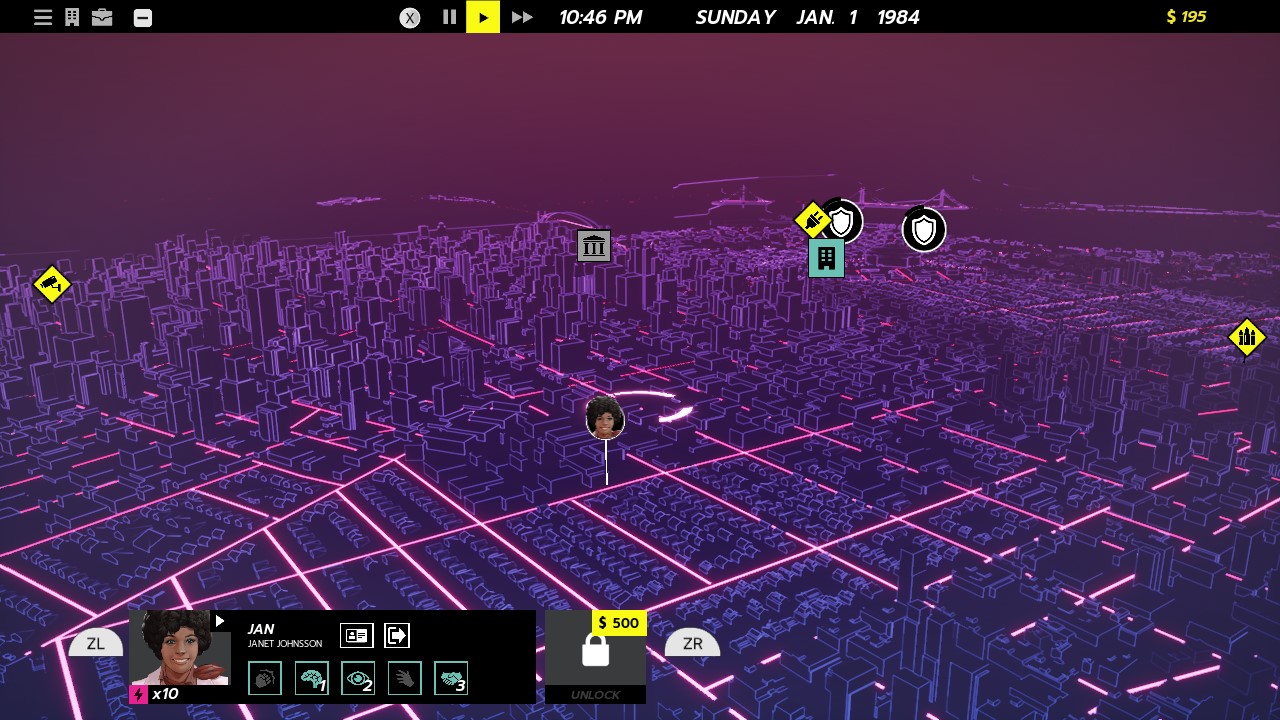 X
10:46 PM
SUNDAY JAN. 1 1984
$ 195
ZL
JAN
JANET JOHNSSON
1
2
3
x10
$ 500
UNLOCK
ZR